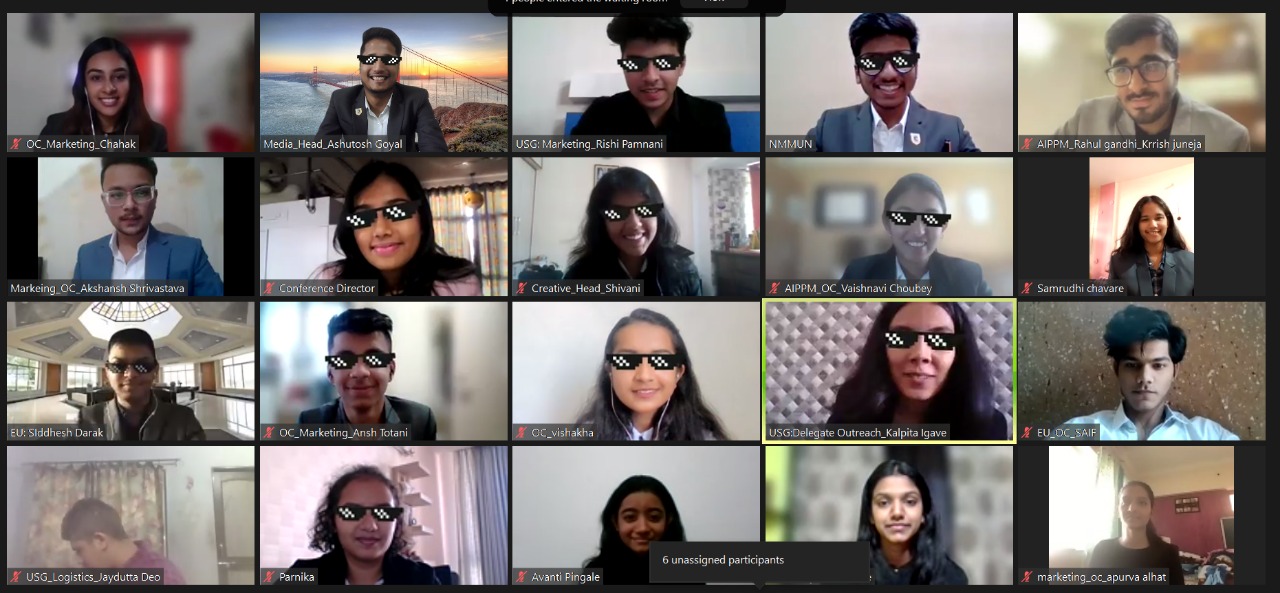 people entered the waiting room
OC_Marketing_Chahak
Media_Head_Ashutosh Goyal
USG: Marketing_Rishi Pamnani
NMMUN
AIPPM_Rahul gandhi_Krrish juneja
Markeing_OC_Akshansh Shrivastava
Conference Director
Creative_Head_Shivani
AIPPM_OC_Vaishnavi Choubey
Samrudhi chavare
EU: SIddhesh Darak
OC_Marketing_Ansh Totani
OC_vishakha
USG:Delegate Outreach_Kalpita Igave
EU_OC_SAIF
USG_Logistics_Jaydutta Deo
Parnika
Avanti Pingale
6 unassigned participants
marketing_oc_apurva alhat